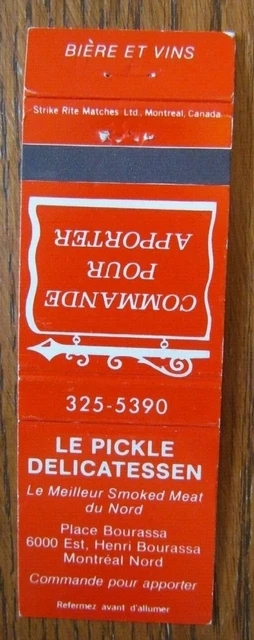 BIÈRE ET VINS
Strike Rite Matches Ltd., Montreal, Canada
COMMANDE
POUR
APPORTER
325-5390
LE PICKLE
DELICATESSEN
Le Meilleur Smoked Meat
du Nord
Place Bourassa
6000 Est, Henri Bourassa
Montréal Nord
Commande pour apporter
Refermez avant d'allumer